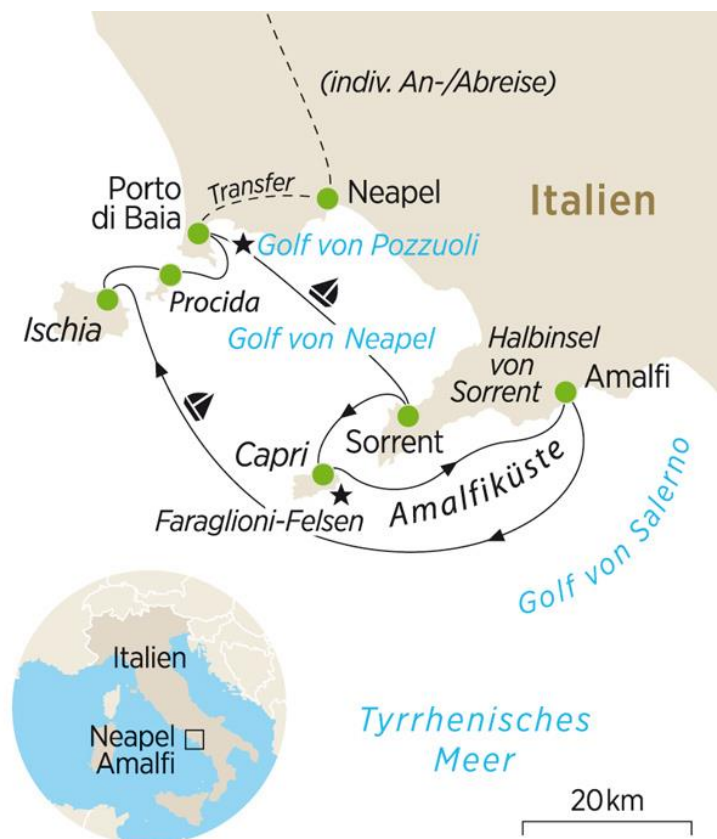 (indiv. An-/Abreise)
Porto
di Baia
Transfer
Neapel
Italien
Golf von Pozzuoli
Procida
Ischia
Golf von Neapel
Halbinsel
von
Sorrent
Amalfi
Sorrent
Capri
Amalfiküste
Faraglioni-Felsen
Golf von Salerno
Italien
Neapel
Amalfi
Tyrrhenisches
Meer
20 km